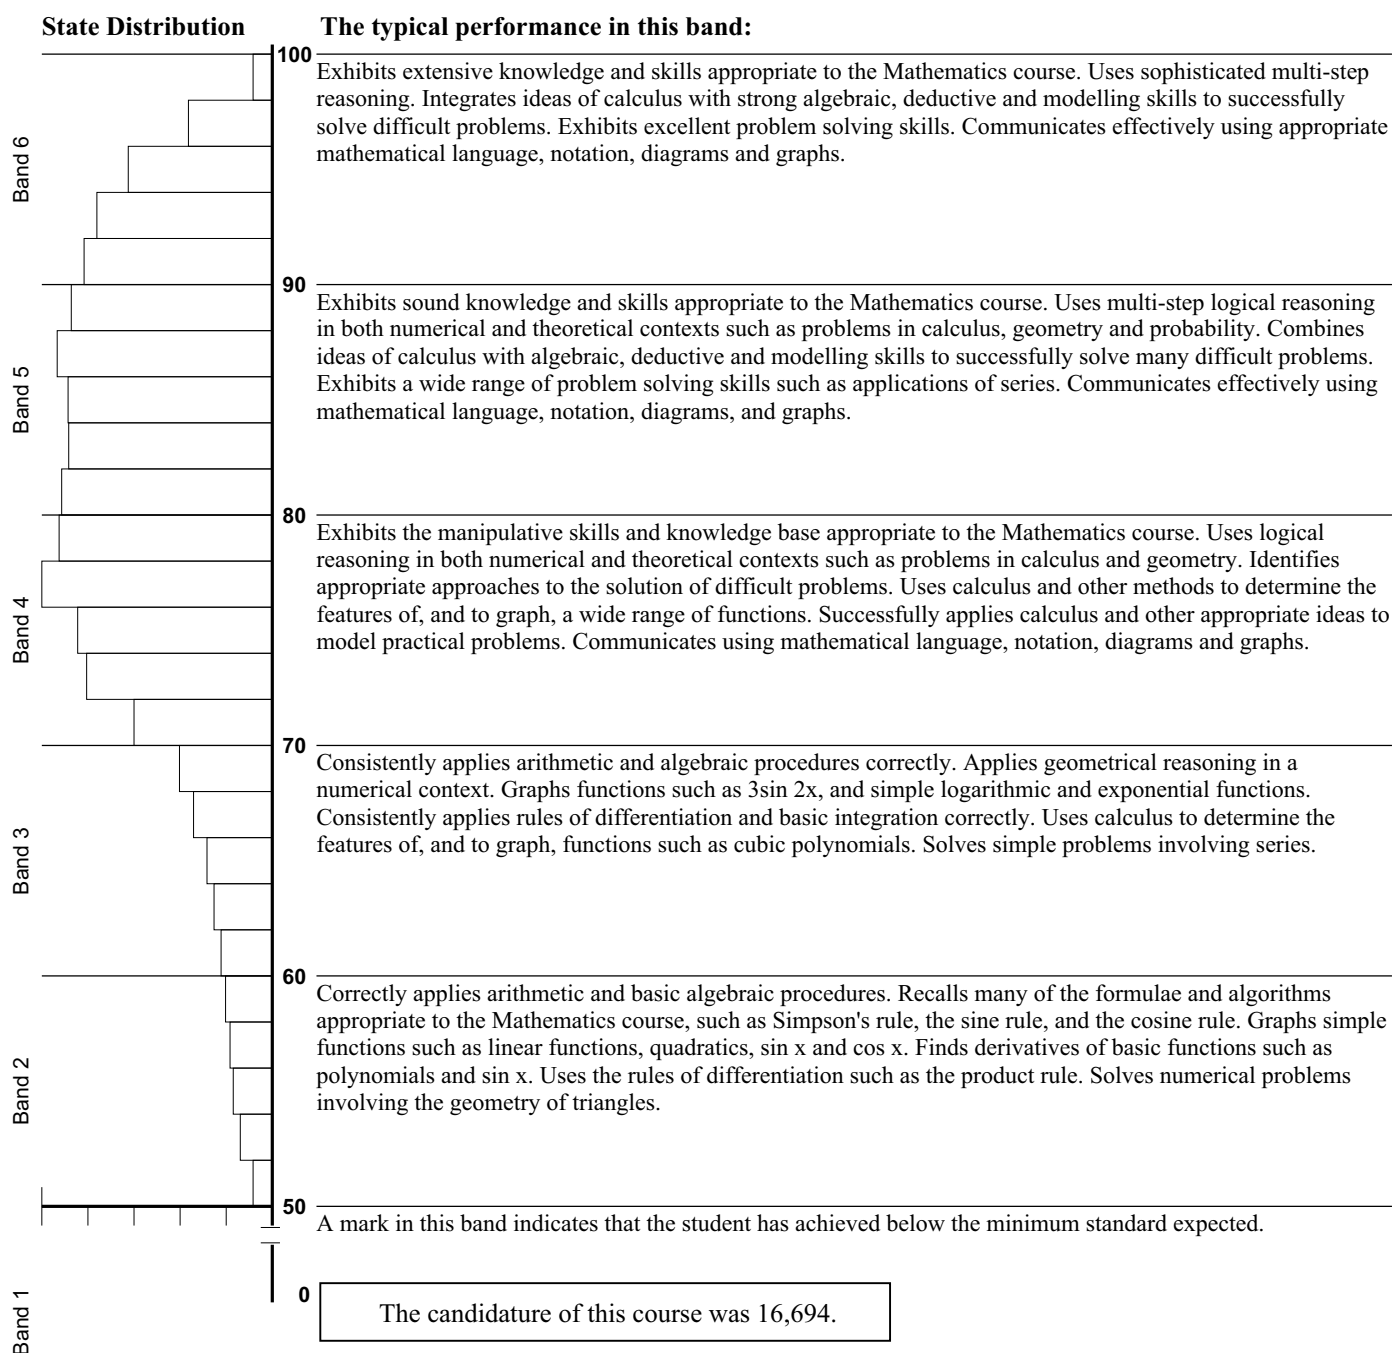 State Distribution
The typical performance in this band:
100
Exhibits extensive knowledge and skills appropriate to the Mathematics course. Uses sophisticated multi-step
reasoning. Integrates ideas of calculus with strong algebraic, deductive and modelling skills to successfully
solve difficult problems. Exhibits excellent problem solving skills. Communicates effectively using appropriate
mathematical language, notation, diagrams and graphs.
Band 6
90
Exhibits sound knowledge and skills appropriate to the Mathematics course. Uses multi-step logical reasoning
in both numerical and theoretical contexts such as problems in calculus, geometry and probability. Combines
ideas of calculus with algebraic, deductive and modelling skills to successfully solve many difficult problems.
Exhibits a wide range of problem solving skills such as applications of series. Communicates effectively using
mathematical language, notation, diagrams, and graphs.
Band 5
80
Exhibits the manipulative skills and knowledge base appropriate to the Mathematics course. Uses logical
reasoning in both numerical and theoretical contexts such as problems in calculus and geometry. Identifies
appropriate approaches to the solution of difficult problems. Uses calculus and other methods to determine the
features of, and to graph, a wide range of functions. Successfully applies calculus and other appropriate ideas to
model practical problems. Communicates using mathematical language, notation, diagrams and graphs.
Band 4
70
Consistently applies arithmetic and algebraic procedures correctly. Applies geometrical reasoning in a
numerical context. Graphs functions such as 3sin 2x, and simple logarithmic and exponential functions.
Consistently applies rules of differentiation and basic integration correctly. Uses calculus to determine the
features of, and to graph, functions such as cubic polynomials. Solves simple problems involving series.
Band 3
60
Correctly applies arithmetic and basic algebraic procedures. Recalls many of the formulae and algorithms
appropriate to the Mathematics course, such as Simpson's rule, the sine rule, and the cosine rule. Graphs simple
functions such as linear functions, quadratics, sin x and cos x. Finds derivatives of basic functions such as
polynomials and sin x. Uses the rules of differentiation such as the product rule. Solves numerical problems
involving the geometry of triangles.
Band 2
50
A mark in this band indicates that the student has achieved below the minimum standard expected.
0
The candidature of this course was 16,694.
Band 1